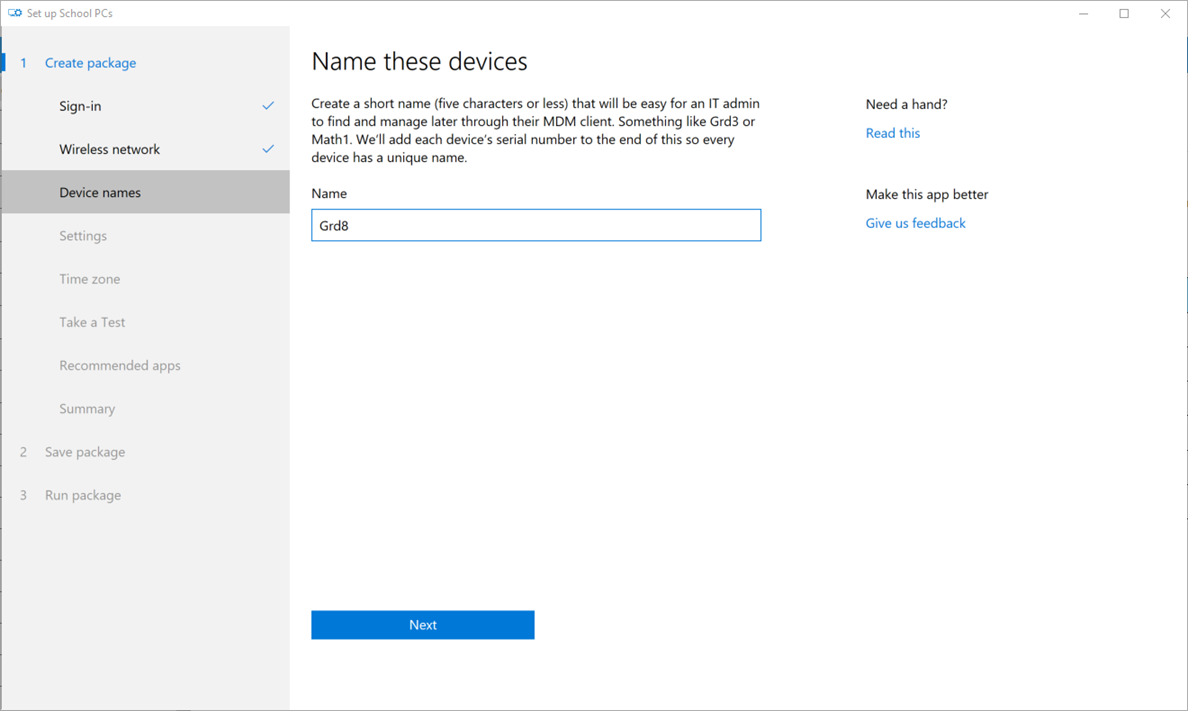 Set up School PCs
1 Create package
Sign-in
Wireless network
Device names
Settings
Time zone
Take a Test
Recommended apps
Summary
2 Save package
3 Run package
Name these devices
Create a short name (five characters or less) that will be easy for an IT admin
to find and manage later through their MDM client. Something like Grd3 or
Math1. We'll add each device's serial number to the end of this so every
device has a unique name.
Name
Grd8
Next
Need a hand?
Read this
Make this app better
Give us feedback